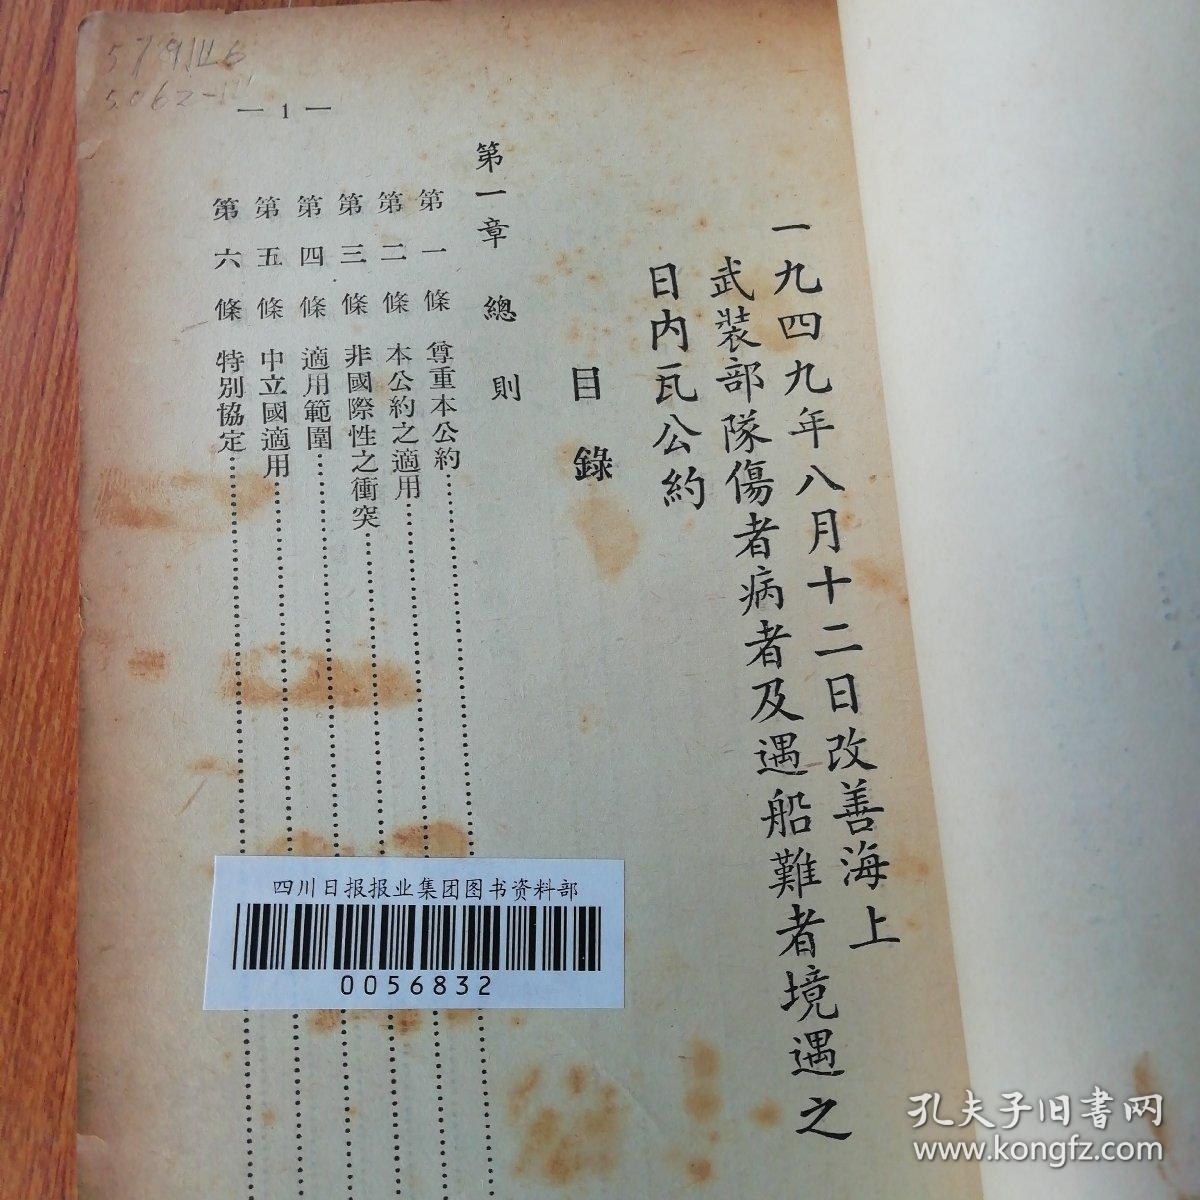 一九四九年八月十二日改善海上
武裝部隊傷者病者及遇船難者境遇之
日內瓦公約
目錄
第一章 總則
第一條 尊重本公約
第二條 本公約之適用
第三條 非國際性之衝突
第四條 適用範圍
第五條 中立國適用
第六條 特別協定
— 1 —
四川日报报业集团图书资料部
0056832
孔夫子旧書网
www.kongfz.com